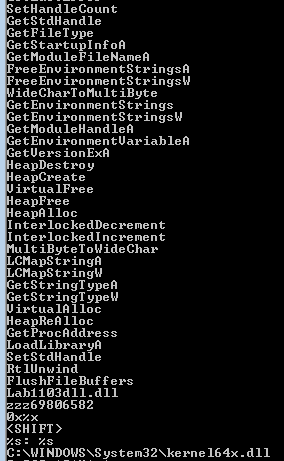 SetHandleCount
GetStdHandle
GetFileType
GetStartupInfoA
GetModuleFileNameA
FreeEnvironmentStringsA
FreeEnvironmentStringsW
WideCharToMultiByte
GetEnvironmentStrings
GetEnvironmentStringsW
GetModuleHandleA
GetEnvironmentVariableA
GetVersionExA
HeapDestroy
HeapCreate
VirtualFree
HeapFree
HeapAlloc
InterlockedDecrement
InterlockedIncrement
MultiByteToWideChar
LCMapStringA
LCMapStringW
GetStringTypeA
GetStringTypeW
VirtualAlloc
HeapReAlloc
GetProcAddress
LoadLibraryA
SetStdHandle
RtlUnwind
FlushFileBuffers
Lab1103dll.dll
zzz69806582
0x%x
<SHIFT>
%s: %s
C:\WINDOWS\System32\kernel64x.dll